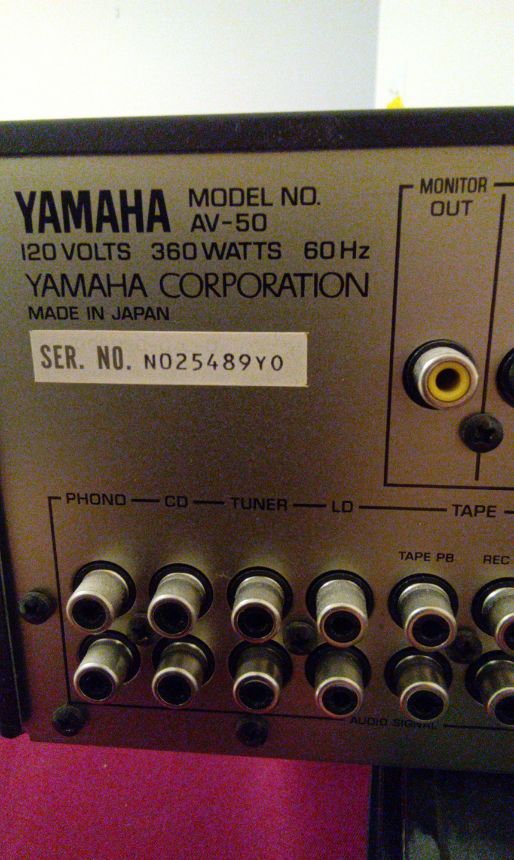 YAMAHA MODEL NO.
AV-50
120 VOLTS 360 WATTS 60 Hz
YAMAHA CORPORATION
MADE IN JAPAN
SER. NO. N025489Y0
MONITOR
OUT
PHONO CD TUNER LD TAPE
TAPE PB REC
AUDIO SIGNAL